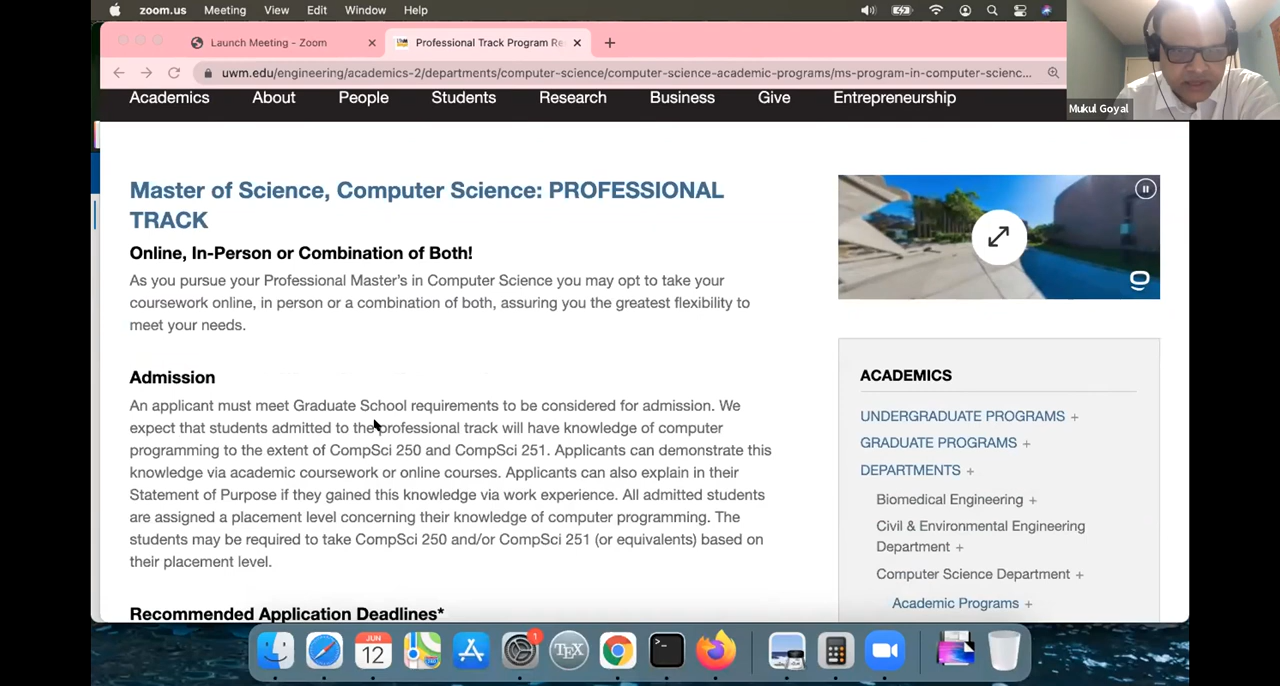 zoom.us Meeting View Edit Window Help
Launch Meeting - Zoom
Professional Track Program Re
uwm.edu/engineering/academics-2/departments/computer-science/computer-science-academic-programs/ms-program-in-computer-scienc...
Mukul Goyal
Academics About People Students Research Business Give Entrepreneurship
Master of Science, Computer Science: PROFESSIONAL
TRACK
Online, In-Person or Combination of Both!
As you pursue your Professional Master's in Computer Science you may opt to take your
coursework online, in person or a combination of both, assuring you the greatest flexibility to
meet your needs.
Admission
An applicant must meet Graduate School requirements to be considered for admission. We
expect that students admitted to the professional track will have knowledge of computer
programming to the extent of CompSci 250 and CompSci 251. Applicants can demonstrate this
knowledge via academic coursework or online courses. Applicants can also explain in their
Statement of Purpose if they gained this knowledge via work experience. All admitted students
are assigned a placement level concerning their knowledge of computer programming. The
students may be required to take CompSci 250 and/or CompSci 251 (or equivalents) based on
their placement level.
Recommended Application Deadlines*
ACADEMICS
UNDERGRADUATE PROGRAMS +
GRADUATE PROGRAMS +
DEPARTMENTS +
Biomedical Engineering +
Civil & Environmental Engineering
Department +
Computer Science Department +
Academic Programs +
JUN
12
1
TEX